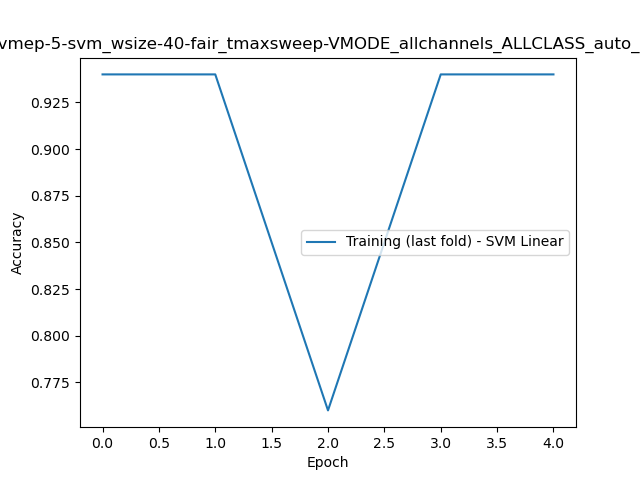 vmep-5-svm_wsize-40-fair_tmaxsweep-VMODE_allchannels_ALLCLASS_auto_
0.925
0.900
0.875
0.850
0.825
0.800
0.775
Accuracy
Training (last fold) - SVM Linear
0.0 0.5 1.0 1.5 2.0 2.5 3.0 3.5 4.0
Epoch